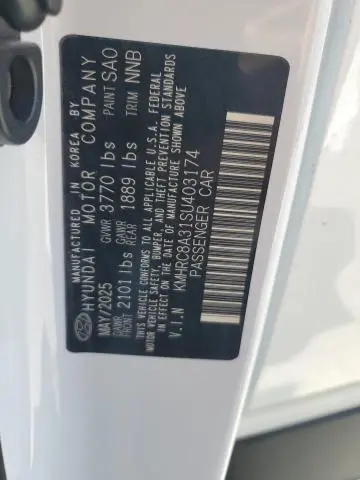 MANUFACTURED IN KOREA BY
HYUNDAI MOTOR COMPANY
MAY/2025 GVWR 3770 lbs PAINT SAO
GAWR FRONT 2101 lbs GAWR REAR 1889 lbs TRIM NNB
THIS VEHICLE CONFORMS TO ALL APPLICABLE U.S.A. FEDERAL
MOTOR VEHICLE SAFETY, BUMPER, AND THEFT PREVENTION STANDARDS
IN EFFECT ON THE DATE OF MANUFACTURE SHOWN ABOVE
V.I.N KMHRC8A31SU403174
PASSENGER CAR